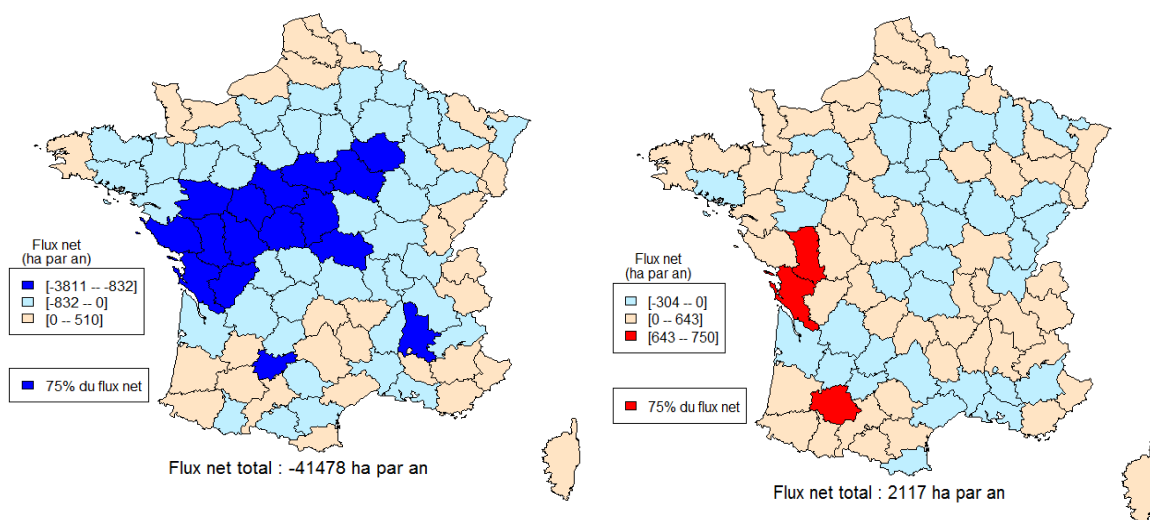 Flux net
(ha par an)
[-3811 -- -832]
[-832 -- 0]
[0 -- 510]
75% du flux net
Flux net total : -41478 ha par an
Flux net
(ha par an)
[-304 -- 0]
[0 -- 643]
[643 -- 750]
75% du flux net
Flux net total : 2117 ha par an